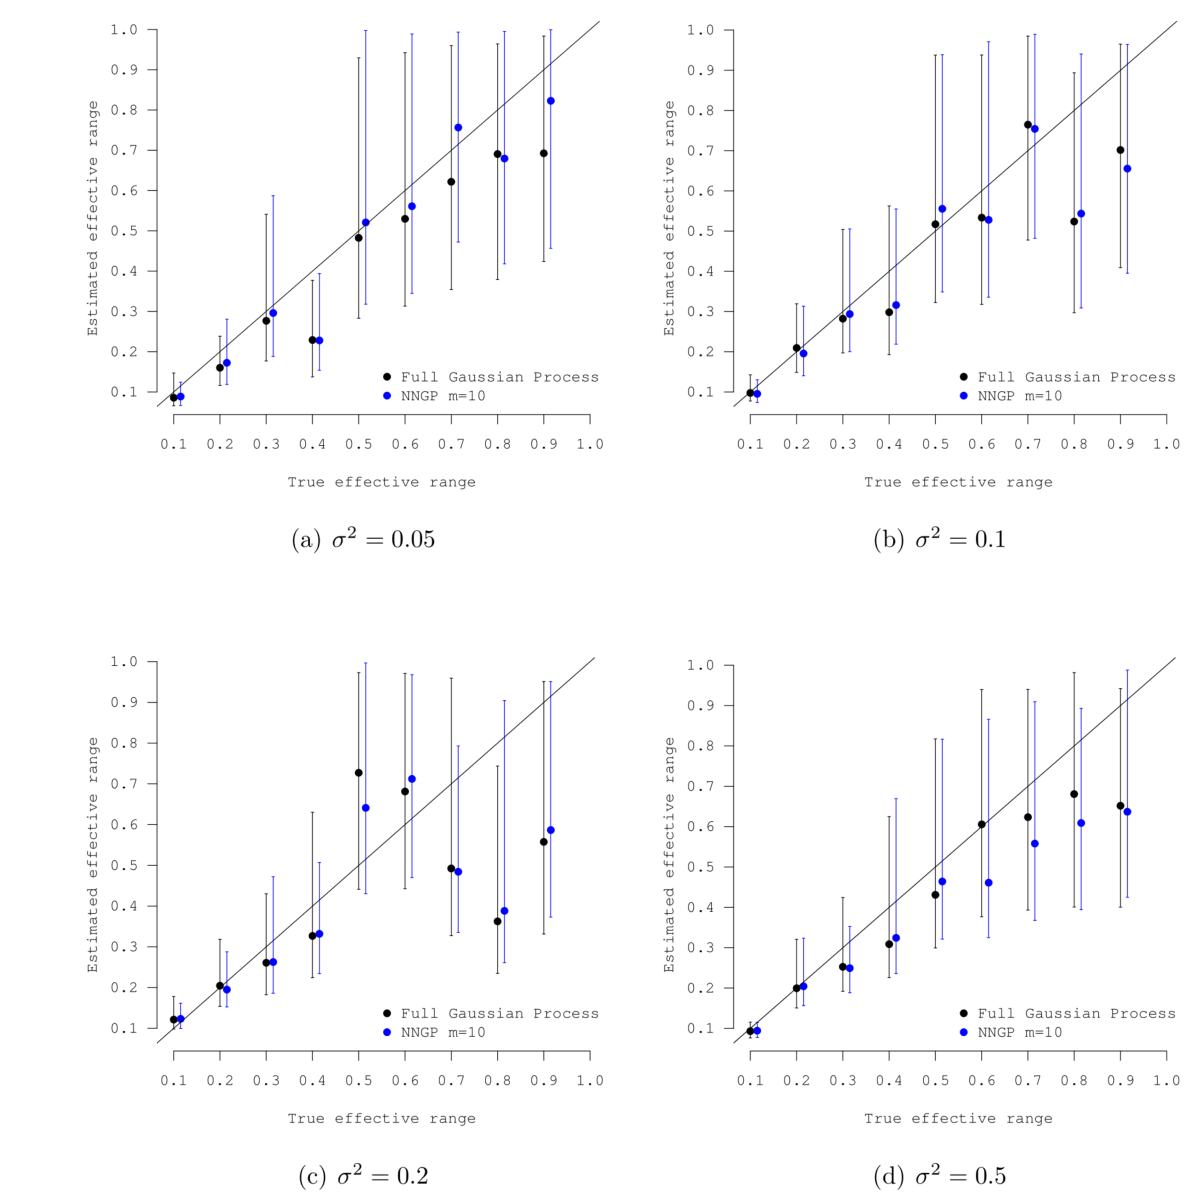 Estimated effective range
1.0
0.9
0.8
0.7
0.6
0.5
0.4
0.3
0.2
0.1
Full Gaussian Process
NNGP m=10
0.1 0.2 0.3 0.4 0.5 0.6 0.7 0.8 0.9 1.0
True effective range
(a) σ² = 0.05
Estimated effective range
1.0
0.9
0.8
0.7
0.6
0.5
0.4
0.3
0.2
0.1
Full Gaussian Process
NNGP m=10
0.1 0.2 0.3 0.4 0.5 0.6 0.7 0.8 0.9 1.0
True effective range
(b) σ² = 0.1
Estimated effective range
1.0
0.9
0.8
0.7
0.6
0.5
0.4
0.3
0.2
0.1
Full Gaussian Process
NNGP m=10
0.1 0.2 0.3 0.4 0.5 0.6 0.7 0.8 0.9 1.0
True effective range
(c) σ² = 0.2
Estimated effective range
1.0
0.9
0.8
0.7
0.6
0.5
0.4
0.3
0.2
0.1
Full Gaussian Process
NNGP m=10
0.1 0.2 0.3 0.4 0.5 0.6 0.7 0.8 0.9 1.0
True effective range
(d) σ² = 0.5